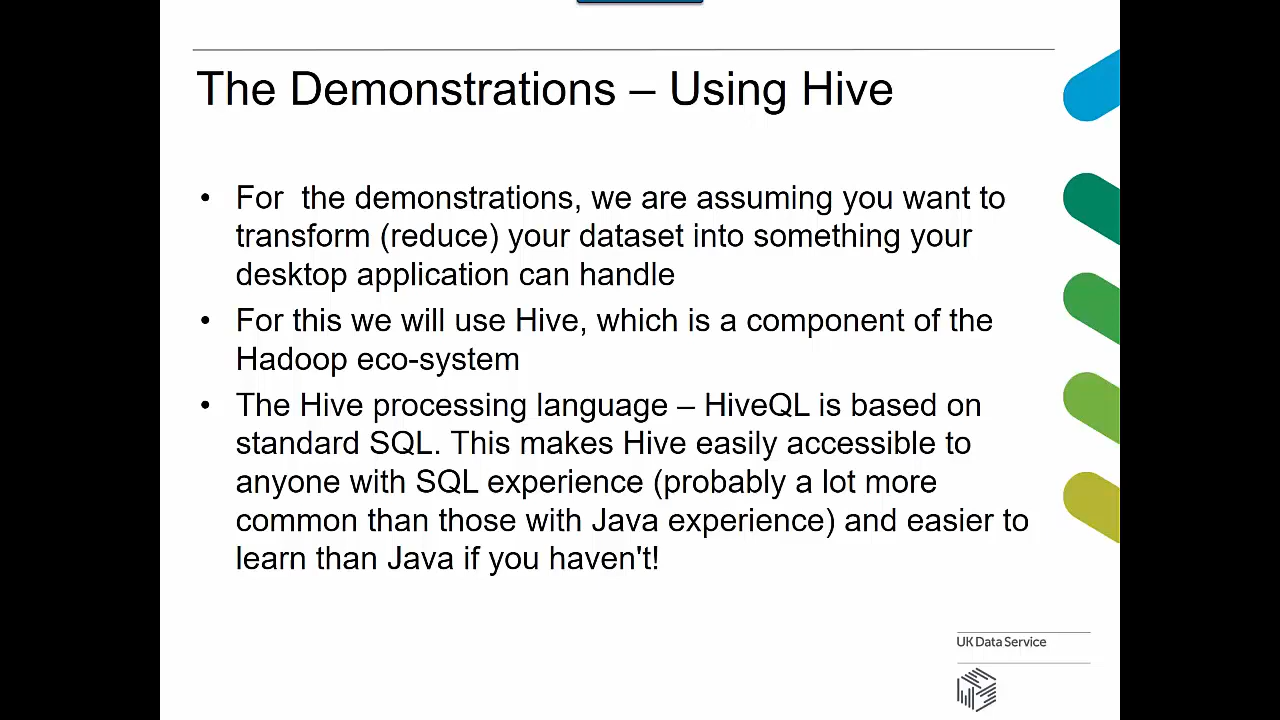 The Demonstrations – Using Hive
• For  the demonstrations, we are assuming you want to
transform (reduce) your dataset into something your
desktop application can handle
• For this we will use Hive, which is a component of the
Hadoop eco-system
• The Hive processing language – HiveQL is based on
standard SQL. This makes Hive easily accessible to
anyone with SQL experience (probably a lot more
common than those with Java experience) and easier to
learn than Java if you haven't!
UK Data Service